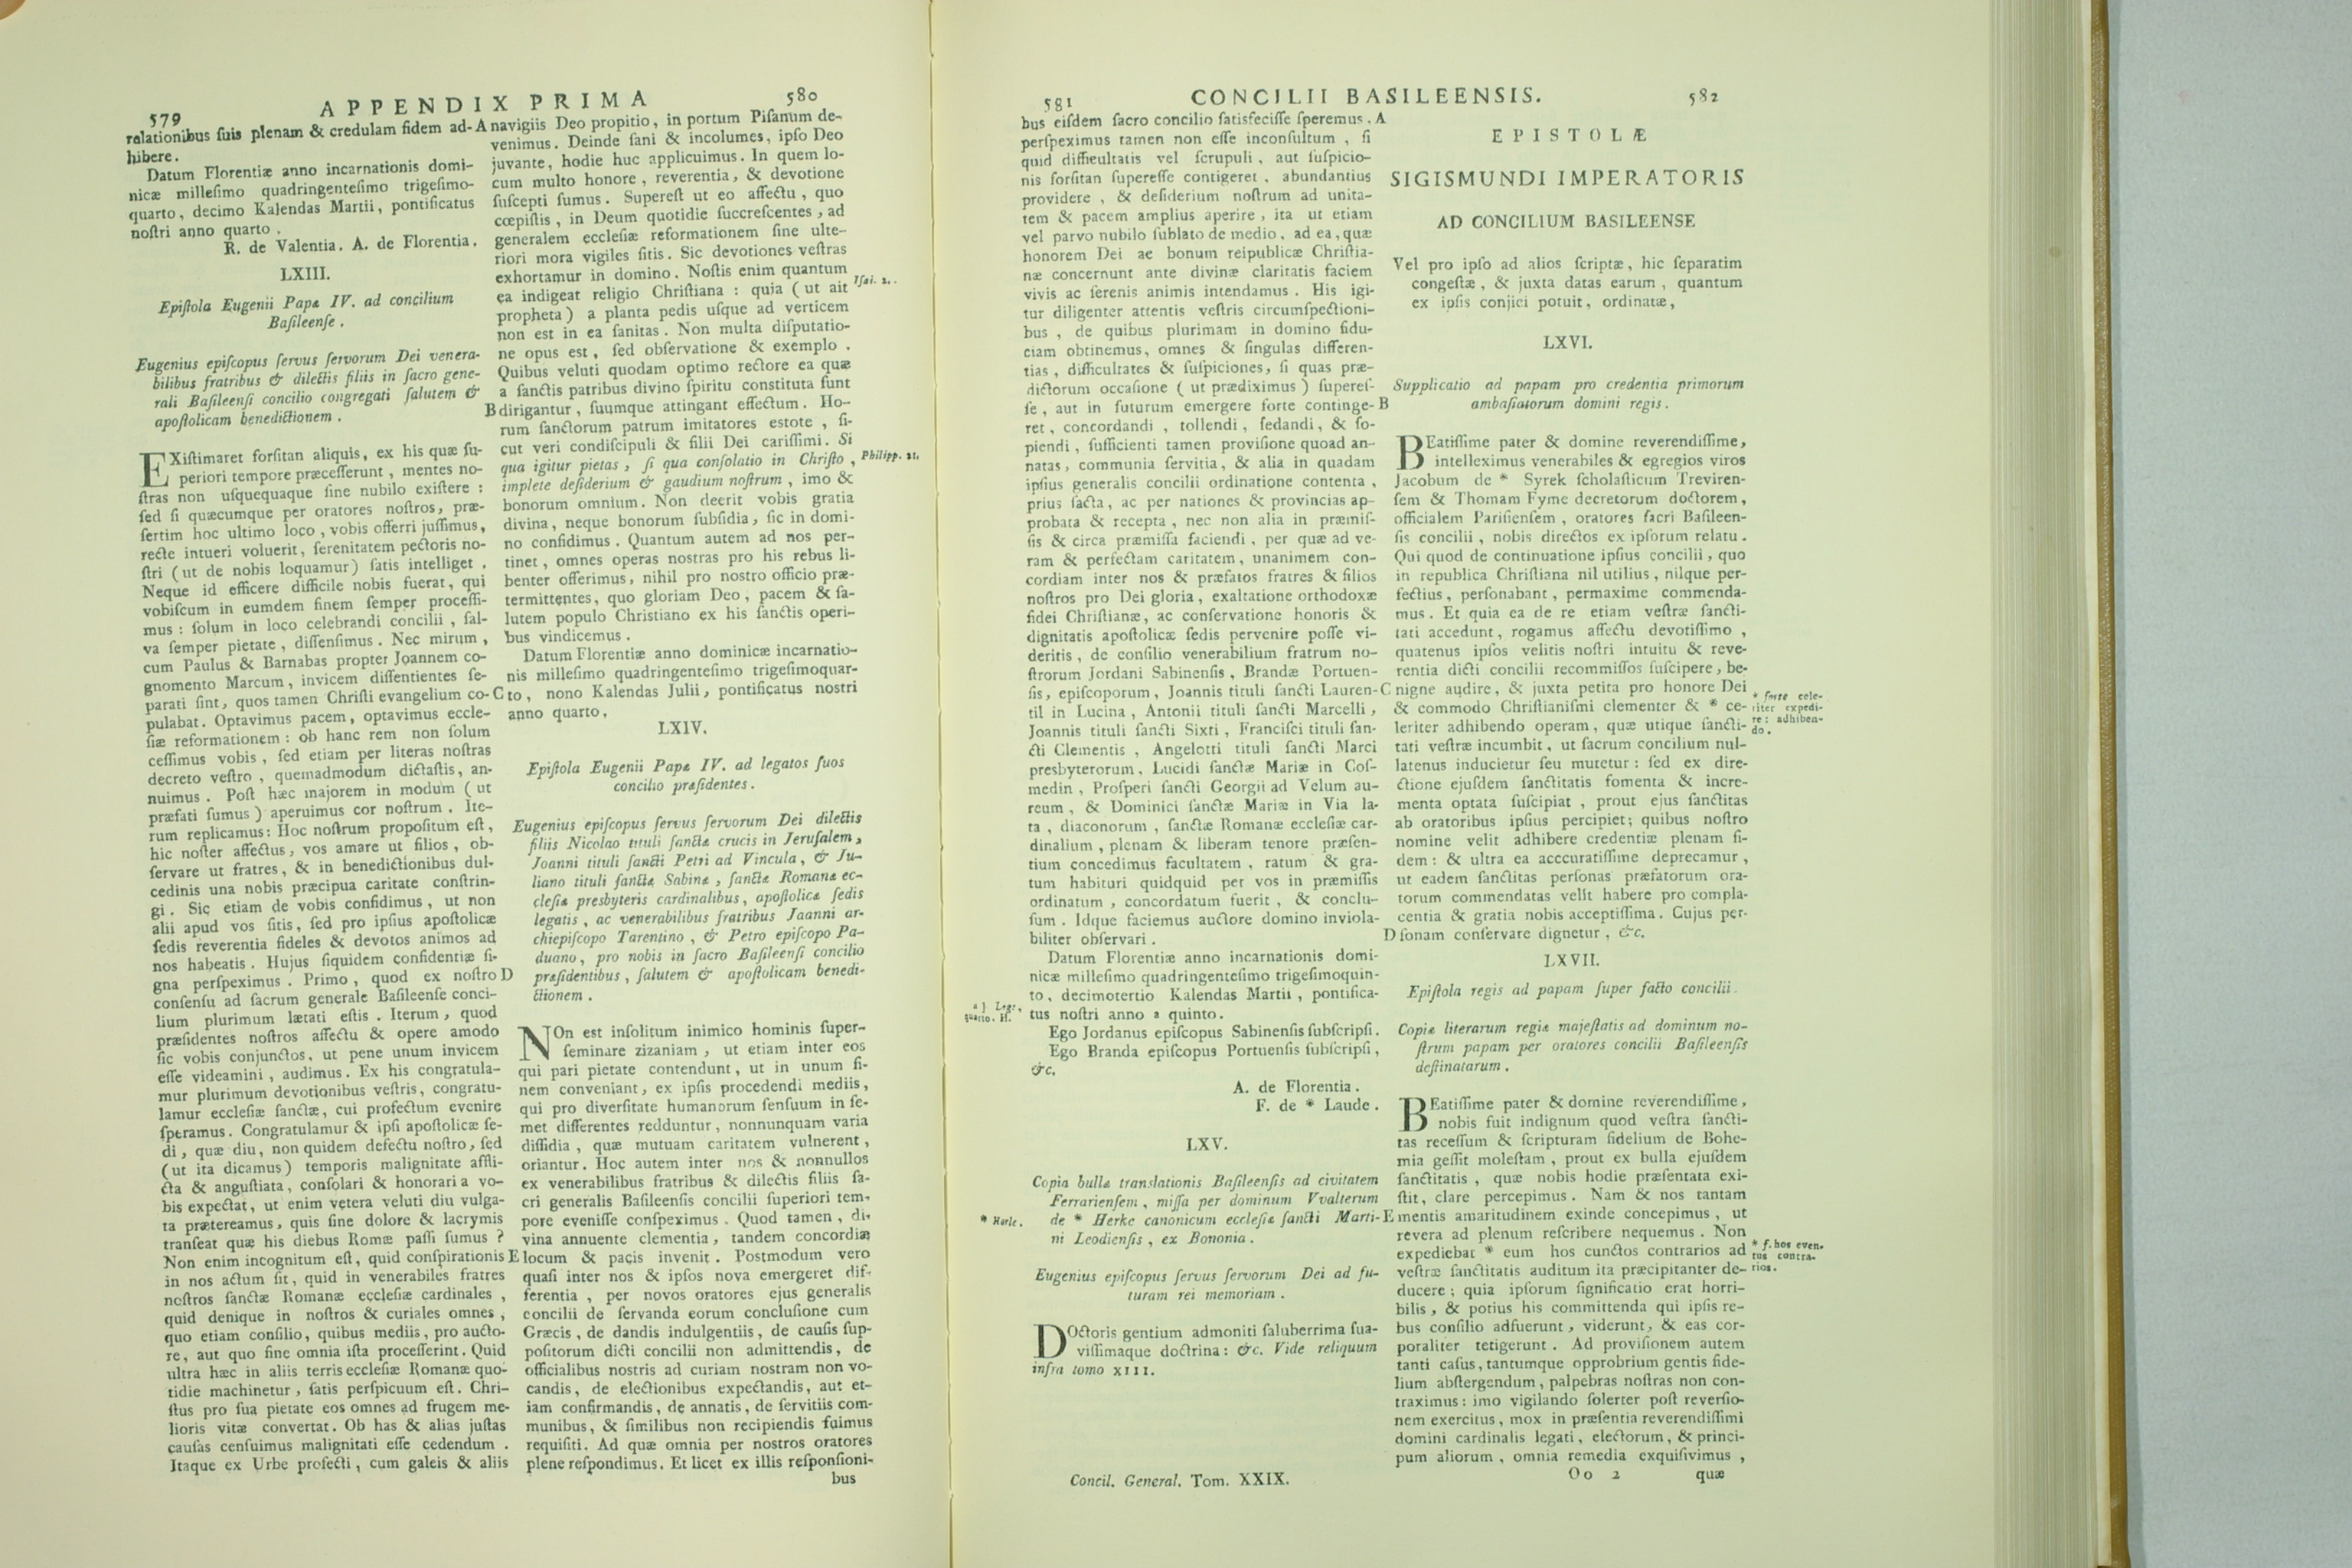 579
APPENDIX PRIMA
580
ralationibus ſuis plenam & credulam fidem ad-
hibere.
Datum Florentiæ anno incarnationis domi-
nicæ milleſimo quadringenteſimo trigeſimo-
quarto, decimo Kalendas Martii, pontificatus
noſtri anno quarto.
R. de Valentia. A. de Florentia.
LXIII.
Epiſtola Eugenii Papæ IV. ad concilium
Baſileenſe.
Eugenius epiſcopus ſervus ſervorum Dei venera-
bilibus fratribus & dilectis filiis in ſacro gene-
rali Baſileenſi concilio congregati ſalutem &
apoſtolicam benedictionem.
EXiſtimaret forſitan aliquis, ex his quæ ſu-
periori tempore præceſſerunt, mentes no-
ſtras non uſquequaque ſine nubilo exiſtere:
ſed ſi quæcumque per oratores noſtros, præ-
ſertim hoc ultimo loco, vobis offerri juſſimus,
recte intueri voluerit, ſerenitatem pectoris no-
ſtri (ut de nobis loquamur) ſatis intelliget.
Neque id efficere difficile nobis fuerat, qui
vobiſcum in eumdem finem ſemper proceſſi-
mus: ſolum in loco celebrandi concilii, ſal-
va ſemper pietate, diſſenſimus. Nec mirum,
cum Paulus & Barnabas propter Joannem co-
gnomento Marcum, invicem diſſentientes ſe-
parati ſint, quos tamen Chriſti evangelium co-
pulabat. Optavimus pacem, optavimus eccle-
ſiæ reformationem: ob hanc rem non ſolum
ceſſimus vobis, ſed etiam per literas noſtras
decreto veſtro, quemadmodum dictaſtis, an-
nuimus. Poſt hæc majorem in modum (ut
præfati ſumus) aperuimus cor noſtrum. Ite-
rum replicamus: Hoc noſtrum propoſitum eſt,
hic noſter affectus, vos amare ut filios, ob-
ſervare ut fratres, & in benedictionibus dul-
cedinis una nobis præcipua caritate conſtrin-
gi. Sic etiam de vobis confidimus, ut non
alii apud vos ſitis, ſed pro ipſius apoſtolicæ
ſedis reverentia fideles & devotos animos ad
nos habeatis. Hujus ſiquidem confidentiæ ſi-
gna perſpeximus. Primo, quod ex noſtro D
conſenſu ad ſacrum generale Baſileenſe conci-
lium plurimum lætati eſtis. Iterum, quod
præſidentes noſtros affectu & opere amodo
ſic vobis conjunctos, ut pene unum invicem
eſſe videamini, audimus. Ex his congratula-
mur plurimum devotionibus veſtris, congratu-
lamur eccleſiæ ſanctæ, cui profectum evenire
ſperamus. Congratulamur & ipſi apoſtolicæ ſe-
di, quæ diu, non quidem defectu noſtro, ſed
(ut ita dicamus) temporis malignitate affli-
cta & anguſtiata, conſolari & honorari a vo-
bis expectat, ut enim vetera veluti diu vulga-
ta prætereamus, quis ſine dolore & lacrymis
tranſeat quæ his diebus Romæ paſſi ſumus?
Non enim incognitum eſt, quid conſpirationis E
in nos actum ſit, quid in venerabiles fratres
noſtros ſanctæ Romanæ eccleſiæ cardinales,
quid denique in noſtros & curiales omnes,
quo etiam conſilio, quibus mediis, pro aucto-
re, aut quo fine omnia iſta proceſſerint. Quid
ultra hæc in aliis terris eccleſiæ Romanæ quo-
tidie machinetur, ſatis perſpicuum eſt. Chri-
ſtus pro ſua pietate eos omnes ad frugem me-
lioris vitæ convertat. Ob has & alias juſtas
cauſas cenſuimus malignitati eſſe cedendum.
Itaque ex Urbe profecti, cum galeis & aliis
A navigiis Deo propitio, in portum Piſanum de-
venimus. Deinde ſani & incolumes, ipſo Deo
juvante, hodie huc applicuimus. In quem lo-
cum multo honore, reverentia, & devotione
ſuſcepti ſumus. Supereſt ut eo affectu, quo
cœpiſtis, in Deum quotidie ſuccreſcentes, ad
generalem eccleſiæ reformationem ſine ulte-
riori mora vigiles ſitis. Sic devotiones veſtras
exhortamur in domino. Noſtis enim quantum
ea indigeat religio Chriſtiana: quia (ut ait
propheta) a planta pedis uſque ad verticem
non est in ea ſanitas. Non multa diſputatio-
ne opus est, ſed obſervatione & exemplo.
Quibus veluti quodam optimo rectore ea quæ
a ſanctis patribus divino ſpiritu conſtituta ſunt
B dirigantur, ſuumque attingant effectum. Ho-
rum ſanctorum patrum imitatores estote, ſi-
cut veri condiſcipuli & filii Dei cariſſimi. Si
qua igitur pietas, ſi qua conſolatio in Chriſto,
implete deſiderium & gaudium noſtrum, imo &
bonorum omnium. Non deerit vobis gratia
divina, neque bonorum ſubſidia, ſic in domi-
no confidimus. Quantum autem ad nos per-
tinet, omnes operas nostras pro his rebus li-
benter offerimus, nihil pro nostro officio præ-
termittentes, quo gloriam Deo, pacem & ſa-
lutem populo Christiano ex his ſanctis operi-
bus vindicemus.
Datum Florentiæ anno dominicæ incarnatio-
nis milleſimo quadringenteſimo trigeſimoquar-
C to, nono Kalendas Julii, pontificatus nostri
anno quarto,
LXIV.
Epiſtola Eugenii Papæ IV. ad legatos ſuos
concilio præſidentes.
Eugenius epiſcopus ſervus ſervorum Dei dilectis
filiis Nicolao tituli ſanctæ crucis in Jeruſalem,
Joanni tituli ſancti Petri ad Vincula, & Ju-
liano tituli ſanctæ Sabinæ, ſanctæ Romanæ ec-
cleſiæ presbyteris cardinalibus, apoſtolicæ ſedis
legatis, ac venerabilibus fratribus Jaanni ar-
chiepiſcopo Tarentino, & Petro epiſcopo Pa-
duano, pro nobis in ſacro Baſileenſi concilio
præſidentibus, ſalutem & apoſtolicam benedi-
ctionem.
NOn est inſolitum inimico hominis ſuper-
ſeminare zizaniam, ut etiam inter eos
qui pari pietate contendunt, ut in unum fi-
nem conveniant, ex ipſis procedendi mediis,
qui pro diverſitate humanorum ſenſuum in ſe-
met differentes redduntur, nonnunquam varia
diſſidia, quæ mutuam caritatem vulnerent,
oriantur. Hoc autem inter nos & nonnullos
ex venerabilibus fratribus & dilectis filiis ſa-
cri generalis Baſileenſis concilii ſuperiori tem-
pore eveniſſe conſpeximus. Quod tamen, di-
vina annuente clementia, tandem concordiæ
locum & pacis invenit. Postmodum vero
quaſi inter nos & ipſos nova emergeret dif-
ferentia, per novos oratores ejus generalis
concilii de ſervanda eorum concluſione cum
Græcis, de dandis indulgentiis, de cauſis ſup-
poſitorum dicti concilii non admittendis, de
officialibus nostris ad curiam nostram non vo-
candis, de electionibus expectandis, aut et-
iam confirmandis, de annatis, de ſervitiis com-
munibus, & ſimilibus non recipiendis fuimus
requiſiti. Ad quæ omnia per nostros oratores
plene reſpondimus. Et licet ex illis reſponſioni-
bus
Iſai. 1.
Philipp. 11.
581
CONCILII BASILEENSIS.
582
bus eiſdem ſacro concilio ſatisfeciſſe ſperemus. A
perſpeximus tamen non eſſe inconſultum, ſi
quid difficultatis vel ſcrupuli, aut ſuſpicio-
nis forſitan ſupereſſe contigeret, abundantius
providere, & deſiderium noſtrum ad unita-
tem & pacem amplius aperire, ita ut etiam
vel parvo nubilo ſublato de medio, ad ea, quæ
honorem Dei ac bonum reipublicæ Chriſtia-
næ concernunt ante divinæ claritatis faciem
vivis ac ſerenis animis intendamus. His igi-
tur diligenter attentis veſtris circumſpectioni-
bus, de quibus plurimam in domino fidu-
ciam obtinemus, omnes & ſingulas differen-
tias, difficultates & ſuſpiciones, ſi quas præ-
dictorum occaſione (ut prædiximus) ſupereſ-
ſe, aut in futurum emergere forte continge- B
ret, concordandi, tollendi, ſedandi, & ſo-
piendi, ſufficienti tamen proviſione quoad an-
natas, communia ſervitia, & alia in quadam
ipſius generalis concilii ordinatione contenta,
prius facta, ac per nationes & provincias ap-
probata & recepta, nec non alia in præmiſ-
ſis & circa præmiſſa faciendi, per quæ ad ve-
ram & perfectam caritatem, unanimem con-
cordiam inter nos & præfatos fratres & filios
noſtros pro Dei gloria, exaltatione orthodoxæ
fidei Chriſtianæ, ac conſervatione honoris &
dignitatis apoſtolicæ ſedis pervenire poſſe vi-
deritis, de conſilio venerabilium fratrum no-
ſtrorum Jordani Sabinenſis, Brandæ Portuen-
ſis, epiſcoporum, Joannis tituli ſancti Lauren- C
til in Lucina, Antonii tituli ſancti Marcelli,
Joannis tituli ſancti Sixti, Franciſci tituli ſan-
cti Clementis, Angelotti tituli ſancti Marci
presbyterorum, Lucidi ſanctæ Mariæ in Coſ-
medin, Proſperi ſancti Georgii ad Velum au-
reum, & Dominici ſanctæ Mariæ in Via la-
ta, diaconorum, ſanctæ Romanæ eccleſiæ car-
dinalium, plenam & liberam tenore præſen-
tium concedimus facultatem, ratum & gra-
tum habituri quidquid per vos in præmiſſis
ordinatum, concordatum fuerit, & conclu-
ſum. Idque faciemus auctore domino inviola-
biliter obſervari.
Datum Florentiæ anno incarnationis domi-
nicæ milleſimo quadringenteſimo trigeſimoquin-
to, decimotertio Kalendas Martii, pontifica-
tus noſtri anno a quinto.
Ego Jordanus epiſcopus Sabinenſis ſubſcripſi.
Ego Branda epiſcopus Portuenſis ſubſcripſi,
&c.
A. de Florentia.
F. de * Laude.
LXV.
Copia bullæ translationis Baſileenſis ad civitatem
Ferrarienſem, miſſa per dominum Vvalterum
de * Herke canonicum eccleſiæ ſancti Marti-
ni Leodienſis, ex Bononia.
* Horle.
Eugenius epiſcopus ſervus ſervorum Dei ad fu-
turam rei memoriam.
DOctoris gentium admoniti ſaluberrima ſua-
viſſimaque doctrina: &c. Vide reliquum
infra tomo XIII.
Concil. General. Tom. XXIX.
EPISTOLÆ
SIGISMUNDI IMPERATORIS
AD CONCILIUM BASILEENSE
Vel pro ipſo ad alios ſcriptæ, hic ſeparatim
congeſtæ, & juxta datas earum, quantum
ex ipſis conjici potuit, ordinatæ,
LXVI.
Supplicatio ad papam pro credentia primorum
ambaſiatorum domini regis.
BEatiſſime pater & domine reverendiſſime,
intelleximus venerabiles & egregios viros
Jacobum de * Syrek ſcholaſticum Treviren-
ſem & Thomam Fyme decretorum doctorem,
officialem Pariſienſem, oratores ſacri Baſileen-
ſis concilii, nobis directos ex ipſorum relatu.
Qui quod de continuatione ipſius concilii, quo
in republica Chriſtiana nil utilius, nilque per-
fectius, perſonabant, permaxime commenda-
mus. Et quia ea de re etiam veſtræ ſancti-
tati accedunt, rogamus affectu devotiſſimo,
quatenus ipſos velitis noſtri intuitu & reve-
rentia dicti concilii recommiſſos ſuſcipere, be-
nigne audire, & juxta petita pro honore Dei
& commodo Chriſtianiſmi clementer & * ce-
leriter adhibendo operam, quæ utique ſancti-
tati veſtræ incumbit, ut ſacrum concilium nul-
latenus inducietur ſeu mutetur: ſed ex dire-
ctione ejuſdem ſanctitatis fomenta & incre-
menta optata ſuſcipiat, prout ejus ſanctitas
ab oratoribus ipſius percipiet; quibus noſtro
nomine velit adhibere credentiæ plenam fi-
dem: & ultra ea acccuratiſſime deprecamur,
ut eadem ſanctitas perſonas præfatorum ora-
torum commendatas velit habere pro compla-
centia & gratia nobis acceptiſſima. Cujus per-
D ſonam conſervare dignetur, &c.
* forte cele-
riter expedi-
re: adhiben-
do.
LXVII.
Epiſtola regis ad papam ſuper facto concilii.
Copiæ literarum regiæ majeſtatis ad dominum no-
ſtrum papam per oratores concilii Baſileenſis
deſtinatarum.
BEatiſſime pater & domine reverendiſſime,
nobis fuit indignum quod veſtra ſancti-
tas receſſum & ſcripturam fidelium de Bohe-
mia geſſit moleſtam, prout ex bulla ejuſdem
ſanctitatis, quæ nobis hodie præſentata exi-
ſtit, clare percepimus. Nam & nos tantam
E mentis amaritudinem exinde concepimus, ut
revera ad plenum reſcribere nequemus. Non
expediebat * eum hos cunctos contrarios ad
veſtræ ſanctitatis auditum ita præcipitanter de-
ducere; quia ipſorum ſignificatio erat horri-
bilis, & potius his committenda qui ipſis re-
bus conſilio adfuerunt, viderunt, & eas cor-
poraliter tetigerunt. Ad proviſionem autem
tanti caſus, tantumque opprobrium gentis fide-
lium abſtergendum, palpebras noſtras non con-
traximus: imo vigilando ſolerter poſt reverſio-
nem exercitus, mox in præſentia reverendiſſimi
domini cardinalis legati, electorum, & princi-
pum aliorum, omnia remedia exquiſivimus,
* f. hos even-
tus contra-
rios.
Oo 2
quæ